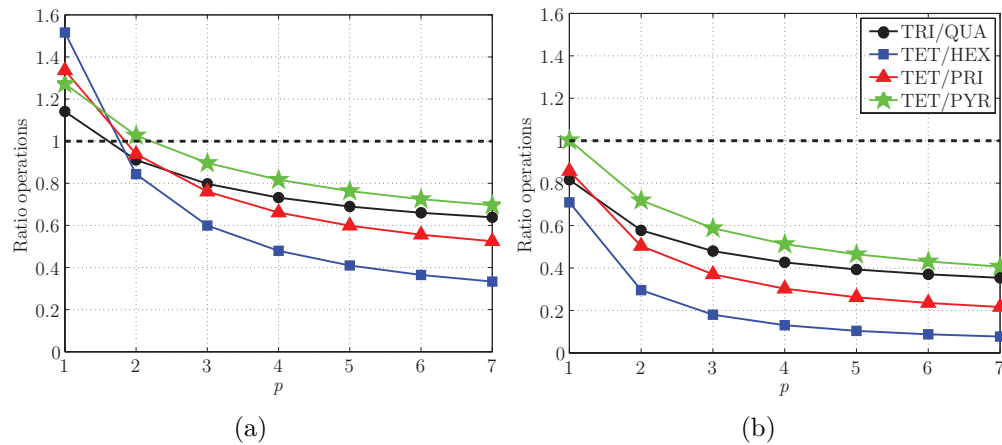 1.6
1.4
1.2
1
0.8
0.6
0.4
0.2
0
Ratio operations
1 2 3 4 5 6 7
p
(a)
1.6
1.4
1.2
1
0.8
0.6
0.4
0.2
0
Ratio operations
TRI/QUA
TET/HEX
TET/PRI
TET/PYR
1 2 3 4 5 6 7
p
(b)